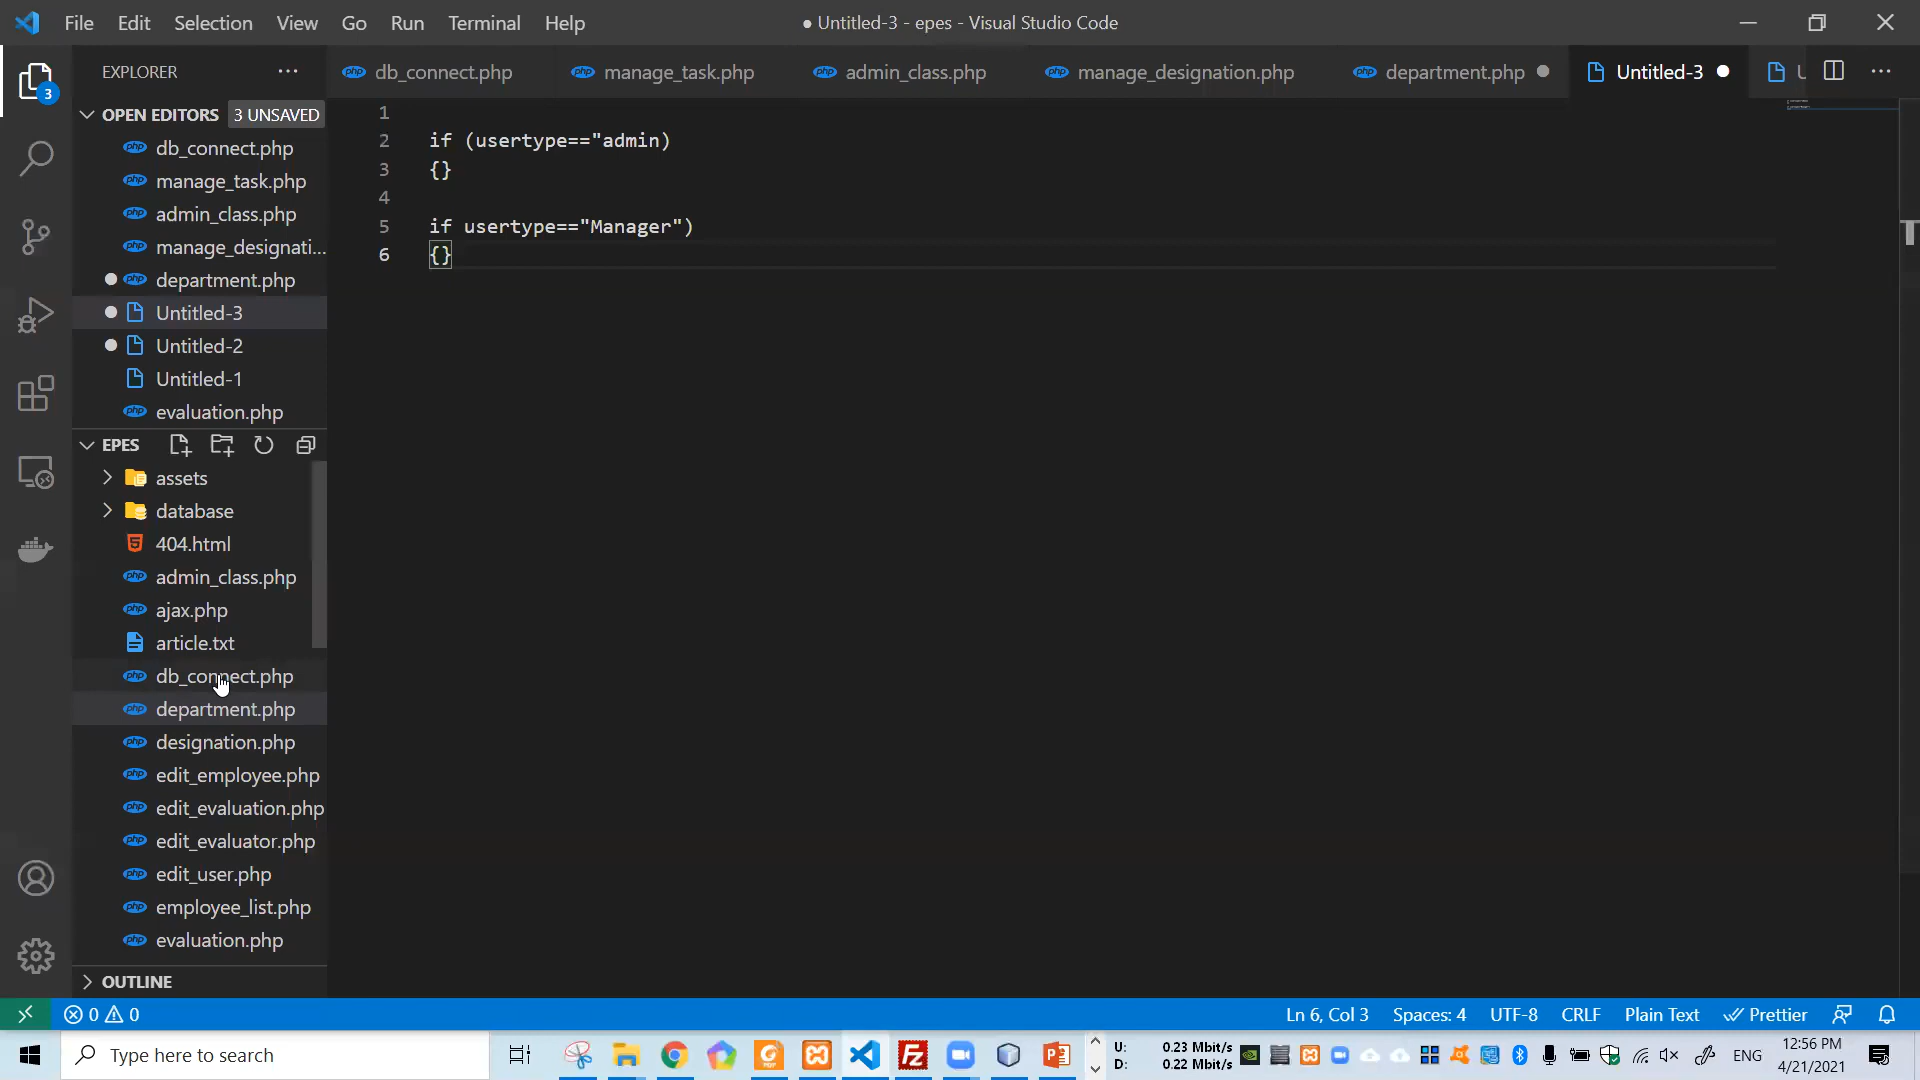 File Edit Selection View Go Run Terminal Help ● Untitled-3 - epes - Visual Studio Code
EXPLORER ···
db_connect.php manage_task.php admin_class.php manage_designation.php department.php Untitled-3
OPEN EDITORS 3 UNSAVED
3
db_connect.php
manage_task.php
admin_class.php
manage_designati...
department.php
Untitled-3
Untitled-2
Untitled-1
evaluation.php
EPES
assets
database
404.html
admin_class.php
ajax.php
article.txt
db_connect.php
department.php
designation.php
edit_employee.php
edit_evaluation.php
edit_evaluator.php
edit_user.php
employee_list.php
evaluation.php
OUTLINE
1
2 if (usertype=="admin)
3 {}
4
5 if usertype=="Manager")
6 {}
0 0 Ln 6, Col 3 Spaces: 4 UTF-8 CRLF Plain Text Prettier
Type here to search
U: 0.23 Mbit/s
D: 0.22 Mbit/s
ENG
12:56 PM
4/21/2021